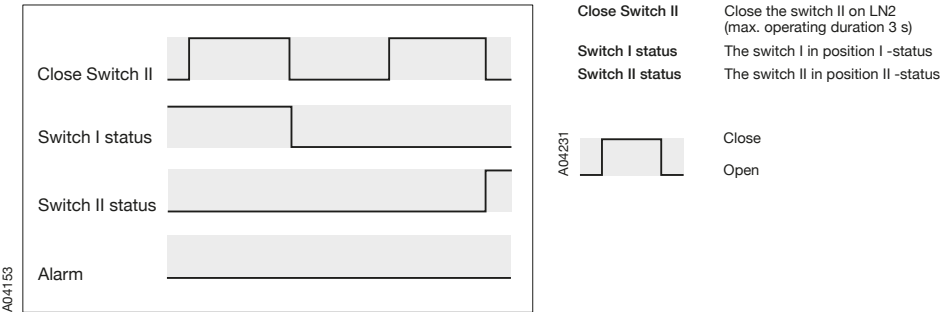 Close Switch II
Switch I status
Switch II status
Alarm
A04153
Close Switch II Close the switch II on LN2
(max. operating duration 3 s)
Switch I status The switch I in position I -status
Switch II status The switch II in position II -status
A04231
Close
Open